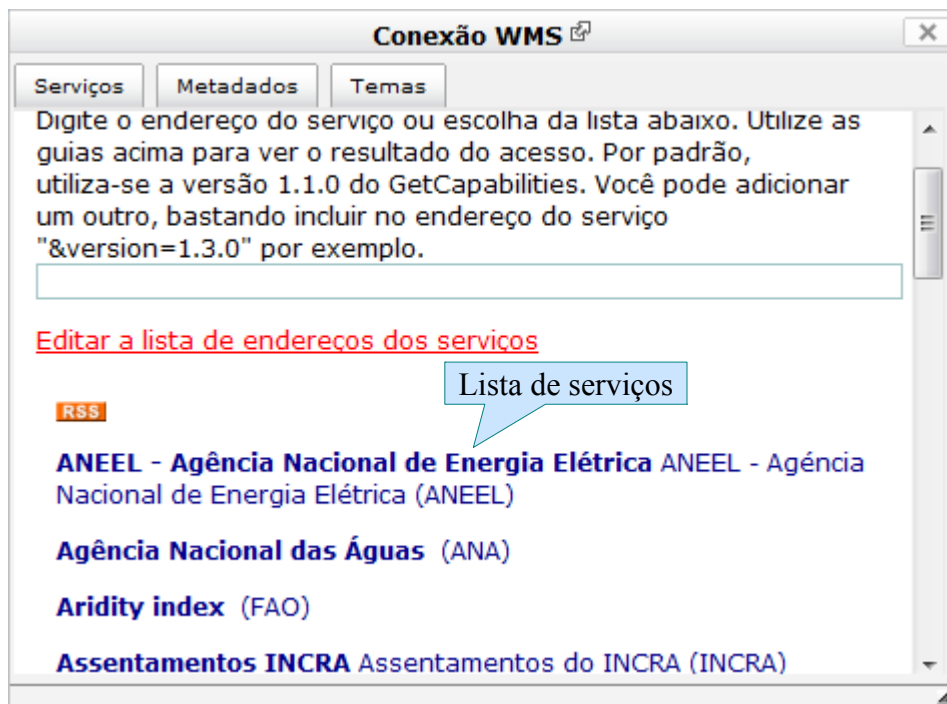 Conexão WMS
Serviços Metadados Temas
Digite o endereço do serviço ou escolha da lista abaixo. Utilize as
guias acima para ver o resultado do acesso. Por padrão,
utiliza-se a versão 1.1.0 do GetCapabilities. Você pode adicionar
um outro, bastando incluir no endereço do serviço
"&version=1.3.0" por exemplo.
Editar a lista de endereços dos serviços
Lista de serviços
RSS
ANEEL - Agência Nacional de Energia Elétrica ANEEL - Agéncia
Nacional de Energia Elétrica (ANEEL)
Agência Nacional das Águas (ANA)
Aridity index (FAO)
Assentamentos INCRA Assentamentos do INCRA (INCRA)